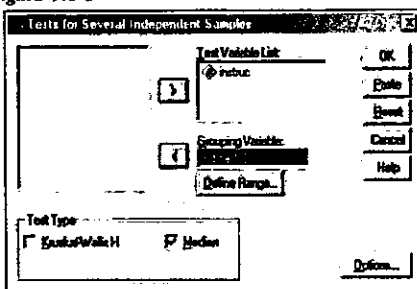 Tests for Several Independent Samples
Test Variable List:
instruc
OK
Paste
Reset
Grouping Variable:
Cancel
Help
Define Range...
Test Type
Kruskal-Wallis H
Median
Options...